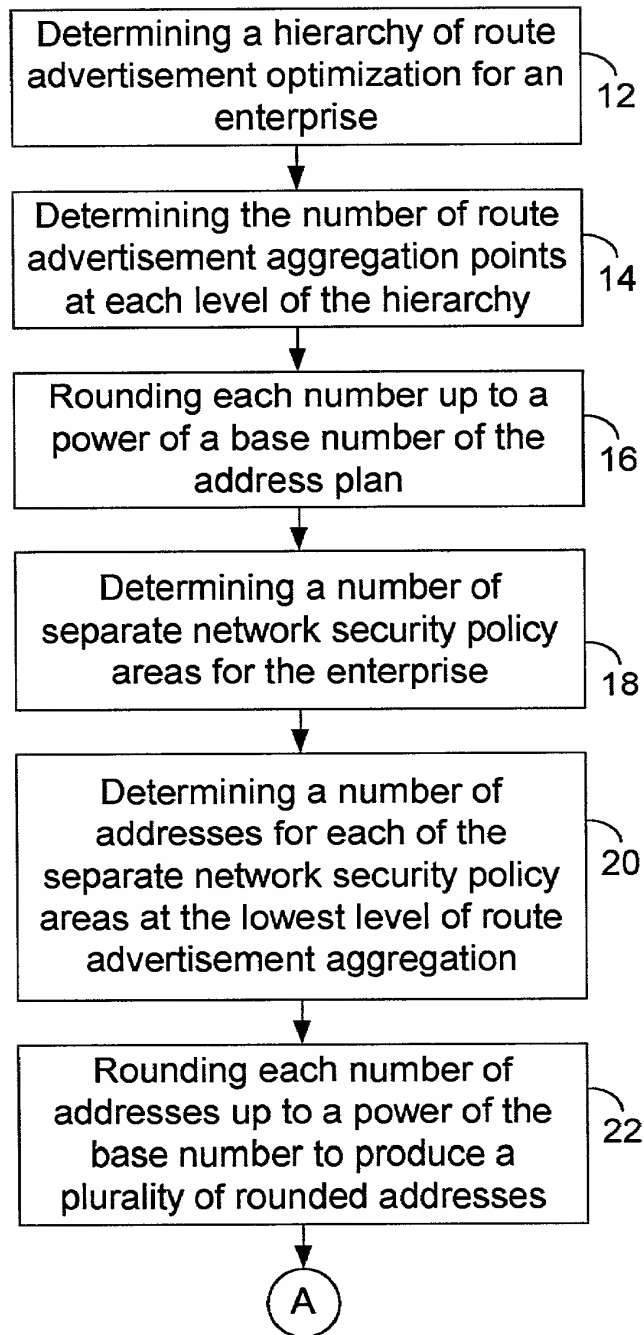 Determining a hierarchy of route
advertisement optimization for an
enterprise
12
Determining the number of route
advertisement aggregation points
at each level of the hierarchy
14
Rounding each number up to a
power of a base number of the
address plan
16
Determining a number of
separate network security policy
areas for the enterprise
18
Determining a number of
addresses for each of the
separate network security policy
areas at the lowest level of route
advertisement aggregation
20
Rounding each number of
addresses up to a power of the
base number to produce a
plurality of rounded addresses
22
A